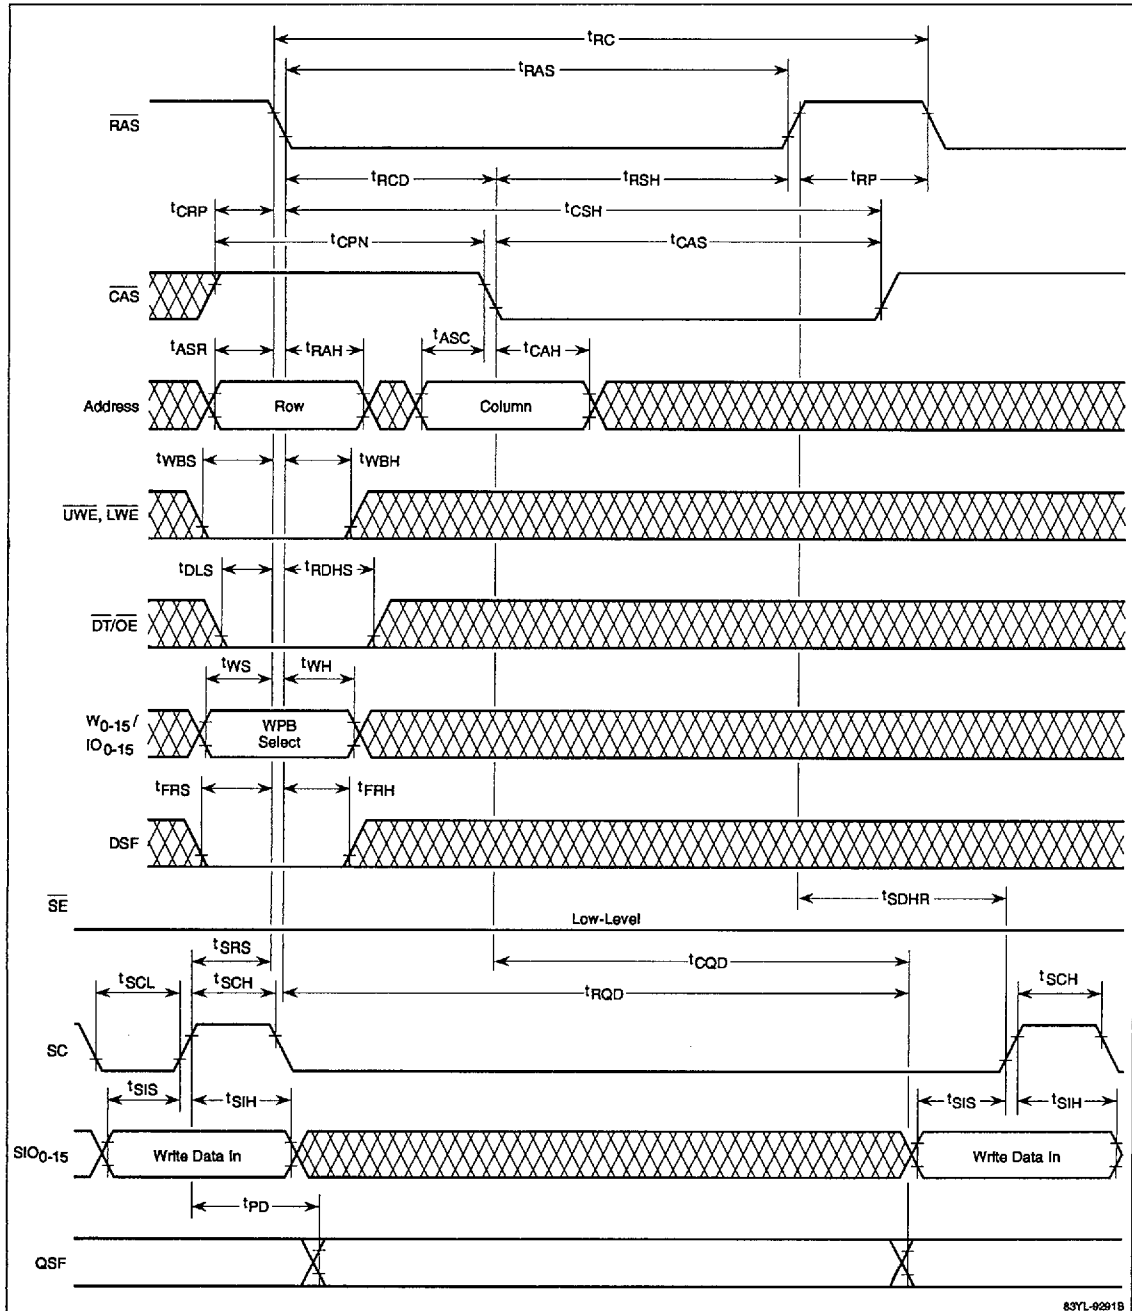 tRC
tRAS
RAS
tRCD
tRSH
tRP
tCRP
tCSH
tCPN
tCAS
CAS
tASR
tRAH
tASC
tCAH
Address
Row
Column
tWBS
tWBH
UWE, LWE
tDLS
tRDHS
DT/OE
tWS
tWH
W0-15/
IO0-15
WPB
Select
tFRS
tFRH
DSF
SE
tSDHR
Low-Level
tSRS
tCQD
tSCL
tSCH
tRQD
tSCH
SC
tSIS
tSIH
tSIS
tSIH
SIO0-15
Write Data In
Write Data In
tPD
QSF
83YL-9291B